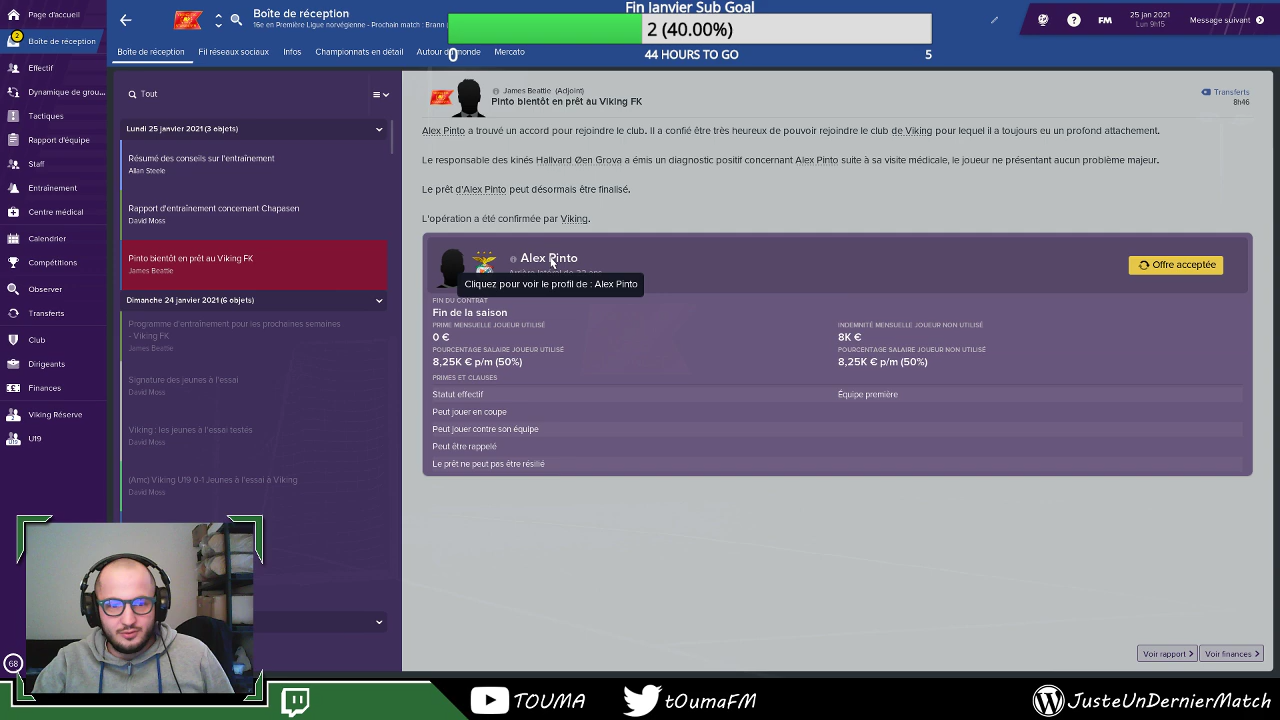 Fin Janvier Sub Goal
2 (40.00%)
0
44 HOURS TO GO
5
Page d'accueil
2
Boîte de réception
Effectif
Dynamique de grou...
Tactiques
Rapport d'équipe
Staff
Entraînement
Centre médical
Calendrier
Compétitions
Observer
Transferts
Club
Dirigeants
Finances
Viking Réserve
U19
68
Boîte de réception
16e en Première Ligue norvégienne - Prochain match : Brann
FM
25 jan 2021
Lun 9h15
Message suivant
Boîte de réception
Fil réseaux sociaux
Infos
Championnats en détail
Autour du monde
Mercato
Tout
Lundi 25 janvier 2021 (3 objets)
Résumé des conseils sur l'entraînement
Allan Steele
Rapport d'entraînement concernant Chapasen
David Moss
Pinto bientôt en prêt au Viking FK
James Beattie
Dimanche 24 janvier 2021 (6 objets)
Programme d'entraînement pour les prochaines semaines
- Viking FK
James Beattie
Signature des jeunes à l'essai
David Moss
Viking : les jeunes à l'essai testés
David Moss
(Amc) Viking U19 0-1 Jeunes à l'essai à Viking
David Moss
James Beattie (Adjoint)
Pinto bientôt en prêt au Viking FK
Transferts
8h46
Alex Pinto a trouvé un accord pour rejoindre le club. Il a confié être très heureux de pouvoir rejoindre le club de Viking pour lequel il a toujours eu un profond attachement.
Le responsable des kinés Hallvard Øen Grova a émis un diagnostic positif concernant Alex Pinto suite à sa visite médicale, le joueur ne présentant aucun problème majeur.
Le prêt d'Alex Pinto peut désormais être finalisé.
L'opération a été confirmée par Viking.
Alex Pinto
Offre acceptée
Cliquez pour voir le profil de : Alex Pinto
FIN DU CONTRAT
Fin de la saison
PRIME MENSUELLE JOUEUR UTILISÉ
0 €
INDEMNITÉ MENSUELLE JOUEUR NON UTILISÉ
8K €
POURCENTAGE SALAIRE JOUEUR UTILISÉ
8,25K € p/m (50%)
POURCENTAGE SALAIRE JOUEUR NON UTILISÉ
8,25K € p/m (50%)
PRIMES ET CLAUSES
Statut effectif
Équipe première
Peut jouer en coupe
Peut jouer contre son équipe
Peut être rappelé
Le prêt ne peut pas être résilié
Voir rapport
Voir finances
TOUMA
tOumaFM
JusteUnDernierMatch